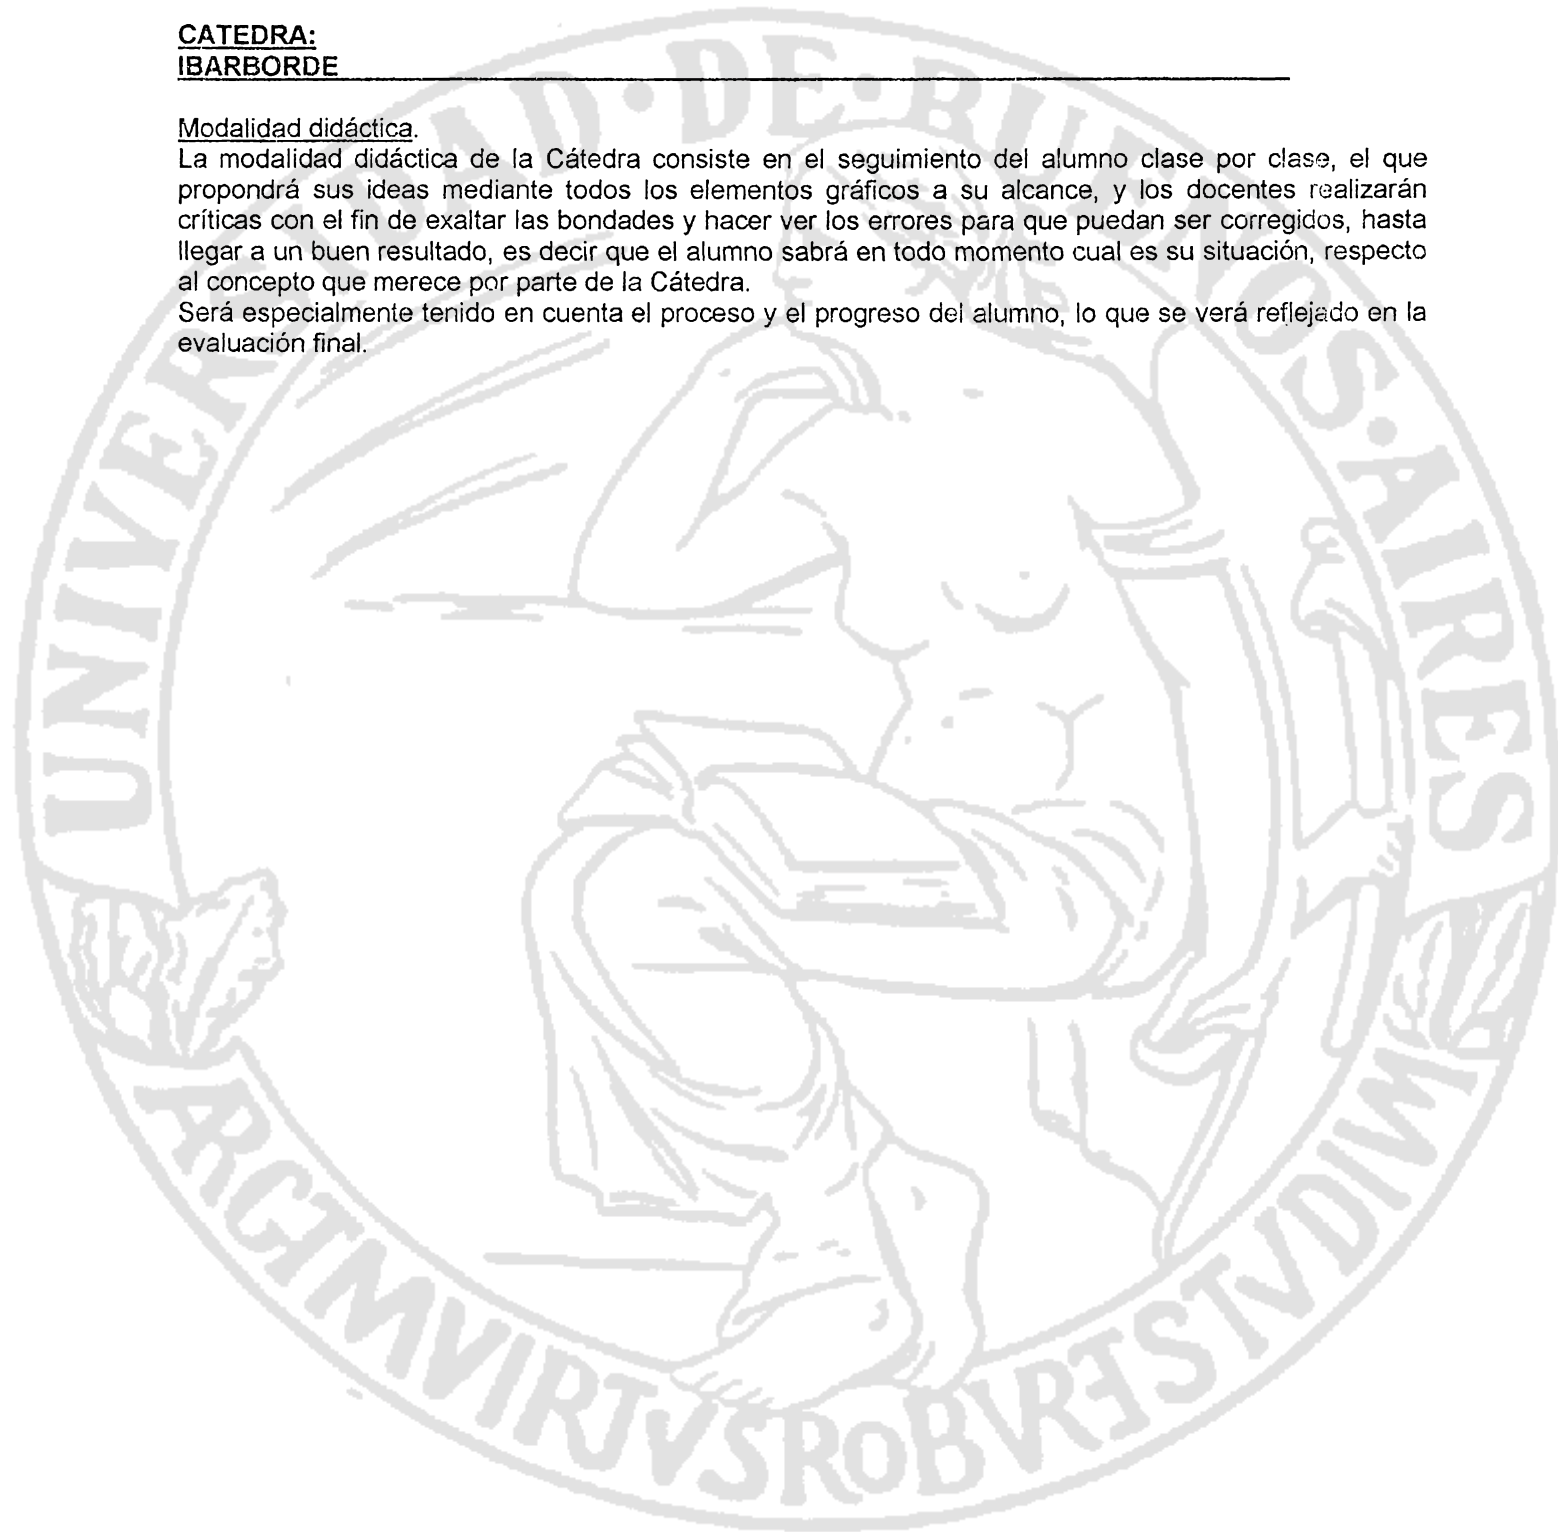 CATEDRA:
IBARBORDE
Modalidad didáctica.
La modalidad didáctica de la Cátedra consiste en el seguimiento del alumno clase por clase, el que
propondrá sus ideas mediante todos los elementos gráficos a su alcance, y los docentes realizarán
críticas con el fin de exaltar las bondades y hacer ver los errores para que puedan ser corregidos, hasta
llegar a un buen resultado, es decir que el alumno sabrá en todo momento cual es su situación, respecto
al concepto que merece por parte de la Cátedra.
Será especialmente tenido en cuenta el proceso y el progreso del alumno, lo que se verá reflejado en la
evaluación final.
UNIVERSIDAD•DE•BUENOS•AIRES
ARGTMVIRTVSROBVRETSTVDIVM